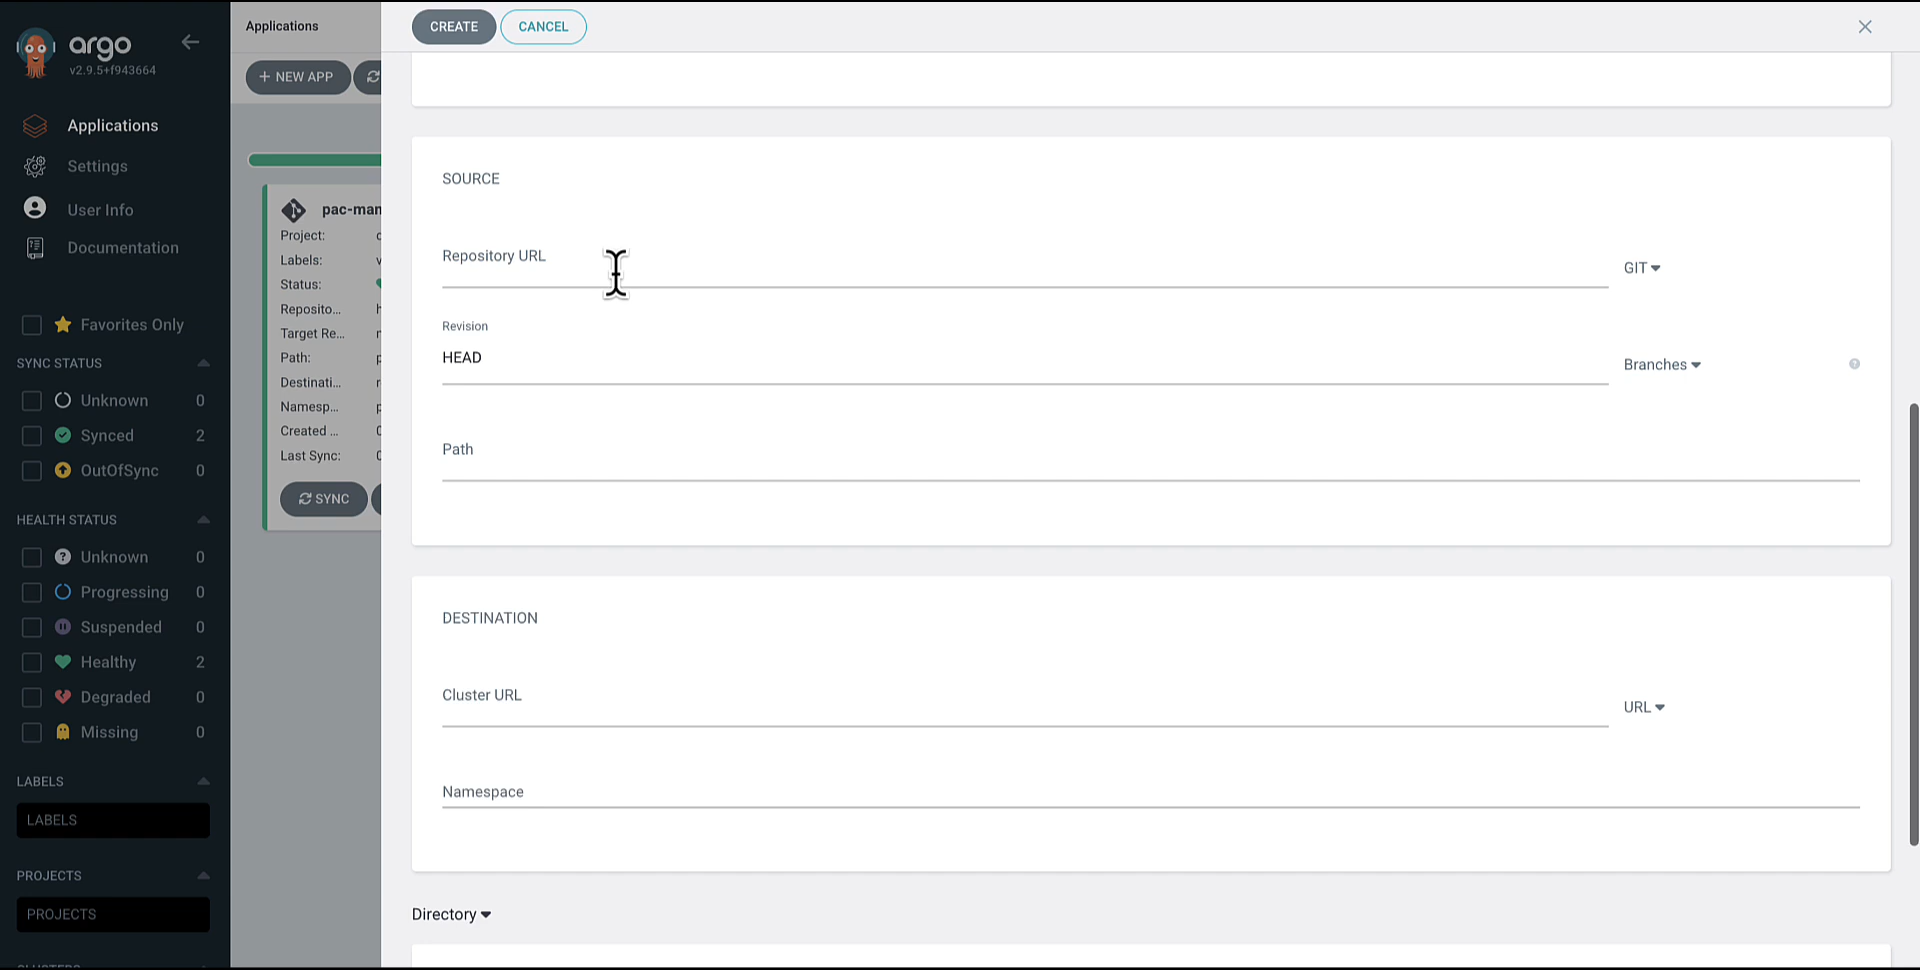 argo
v2.9.5+f943664
Applications
Settings
User Info
Documentation
Favorites Only
SYNC STATUS
Unknown 0
Synced 2
OutOfSync 0
HEALTH STATUS
Unknown 0
Progressing 0
Suspended 0
Healthy 2
Degraded 0
Missing 0
LABELS
LABELS
PROJECTS
PROJECTS
CLUSTERS
Applications
+ NEW APP
pac-man
Project:
Labels:
Status:
Reposito...
Target Re...
Path:
Destinati...
Namesp...
Created ...
Last Sync:
SYNC
CREATE CANCEL
SOURCE
Repository URL
GIT
Revision
HEAD
Branches
Path
DESTINATION
Cluster URL
URL
Namespace
Directory